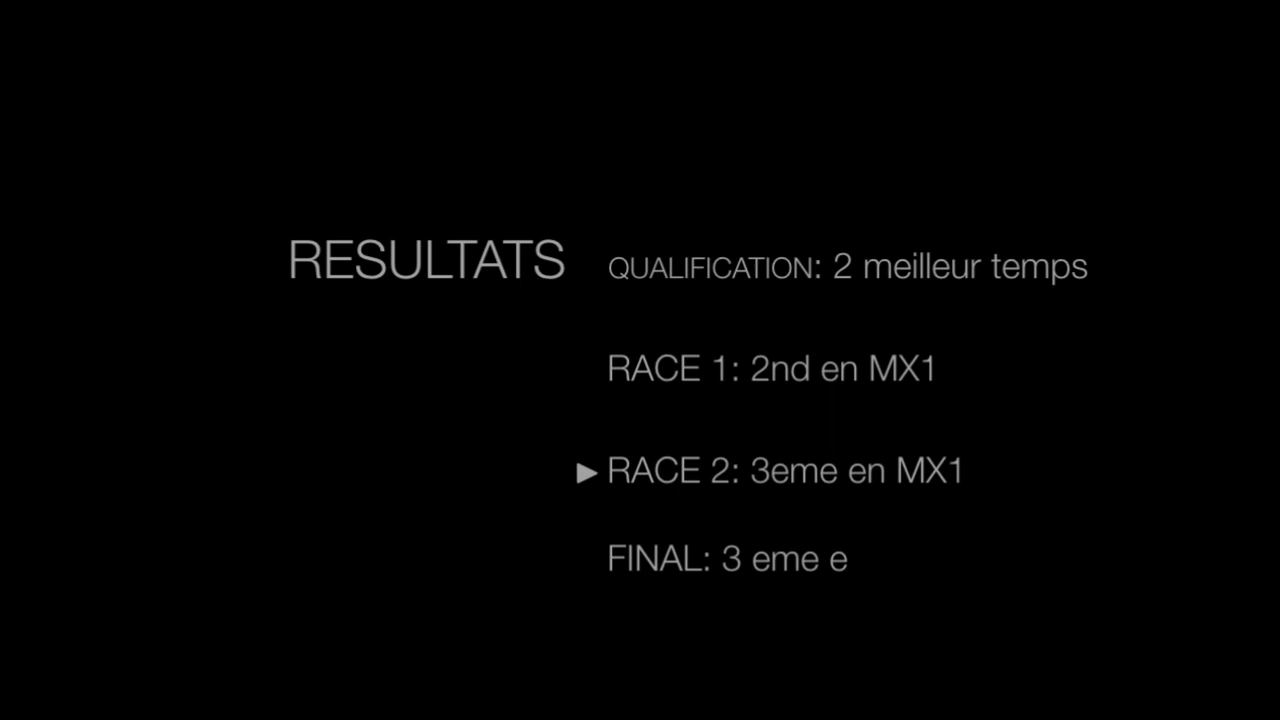 RESULTATS QUALIFICATION: 2 meilleur temps
RACE 1: 2nd en MX1
▶ RACE 2: 3eme en MX1
FINAL: 3 eme e